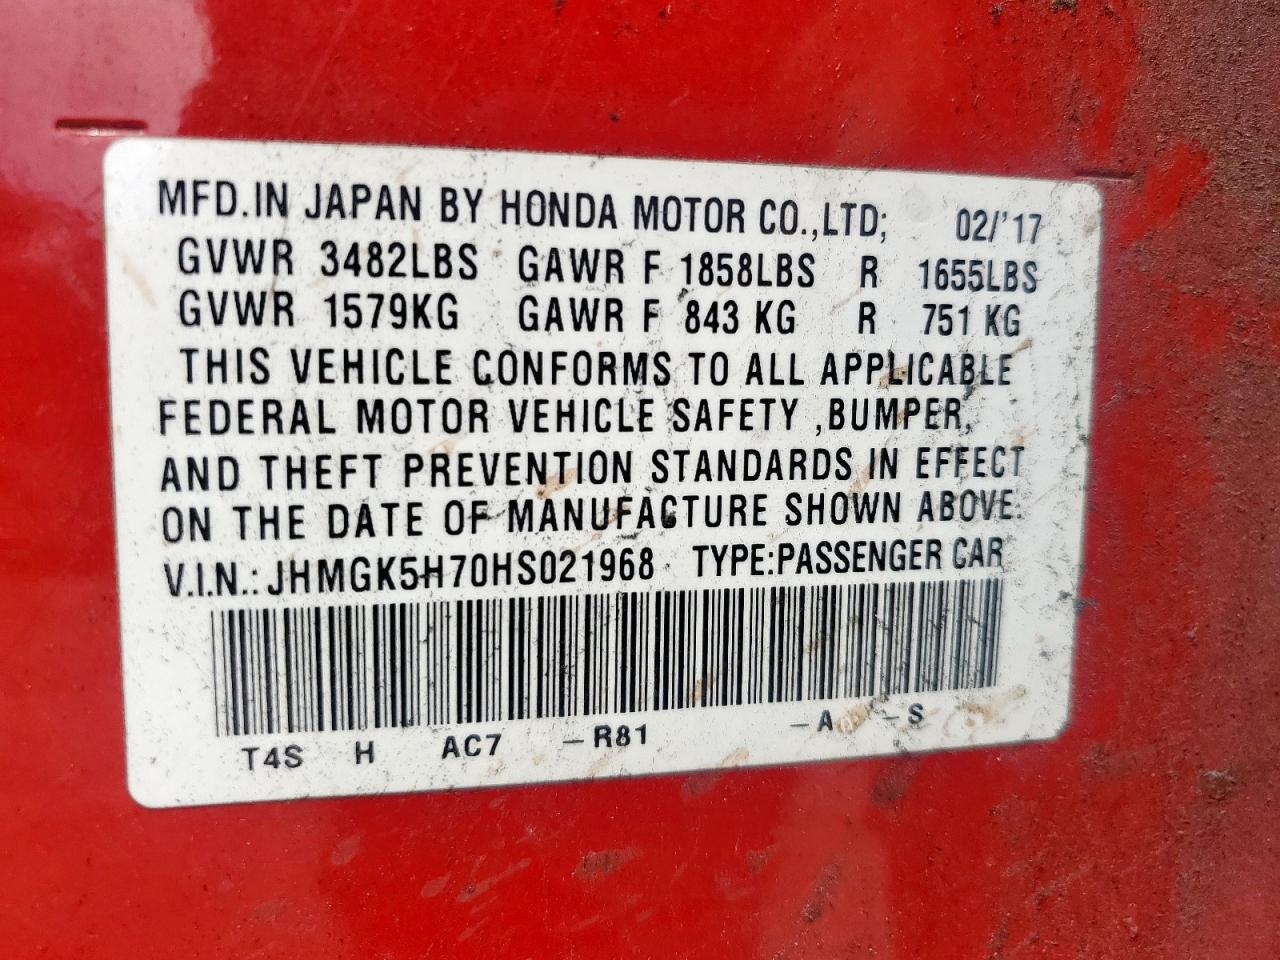 MFD.IN JAPAN BY HONDA MOTOR CO.,LTD; 02/'17
GVWR 3482LBS GAWR F 1858LBS R 1655LBS
GVWR 1579KG GAWR F 843 KG R 751 KG
THIS VEHICLE CONFORMS TO ALL APPLICABLE
FEDERAL MOTOR VEHICLE SAFETY ,BUMPER,
AND THEFT PREVENTION STANDARDS IN EFFECT
ON THE DATE OF MANUFACTURE SHOWN ABOVE.
V.I.N.: JHMGK5H70HS021968 TYPE:PASSENGER CAR
T4S H AC7 -R81 -A -S